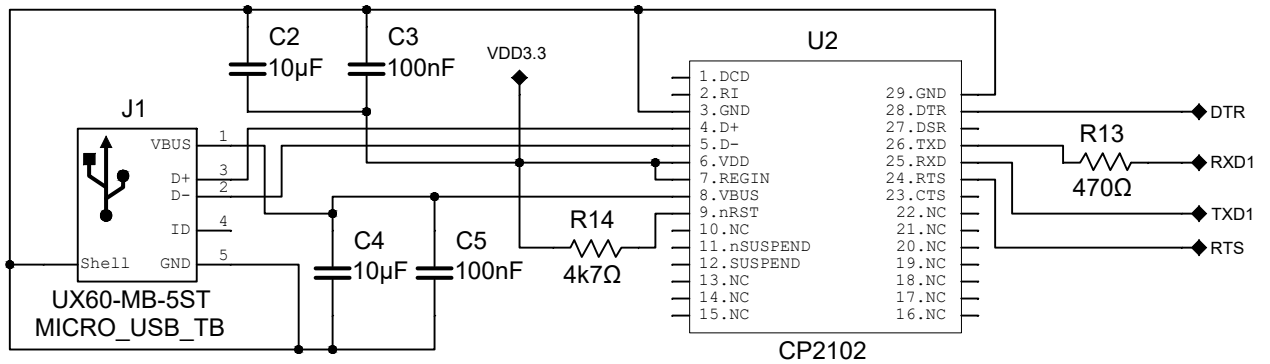 C2
10µF
C3
100nF
VDD3.3
U2
1.DCD
2.RI
3.GND
4.D+
5.D-
6.VDD
7.REGIN
8.VBUS
9.nRST
10.NC
11.nSUSPEND
12.SUSPEND
13.NC
14.NC
15.NC
29.GND
28.DTR
27.DSR
26.TXD
25.RXD
24.RTS
23.CTS
22.NC
21.NC
20.NC
19.NC
18.NC
17.NC
16.NC
CP2102
DTR
R13
470Ω
RXD1
TXD1
RTS
J1
VBUS 1
D+ 3
D- 2
ID 4
Shell GND 5
UX60-MB-5ST
MICRO_USB_TB
C4
10µF
C5
100nF
R14
4k7Ω